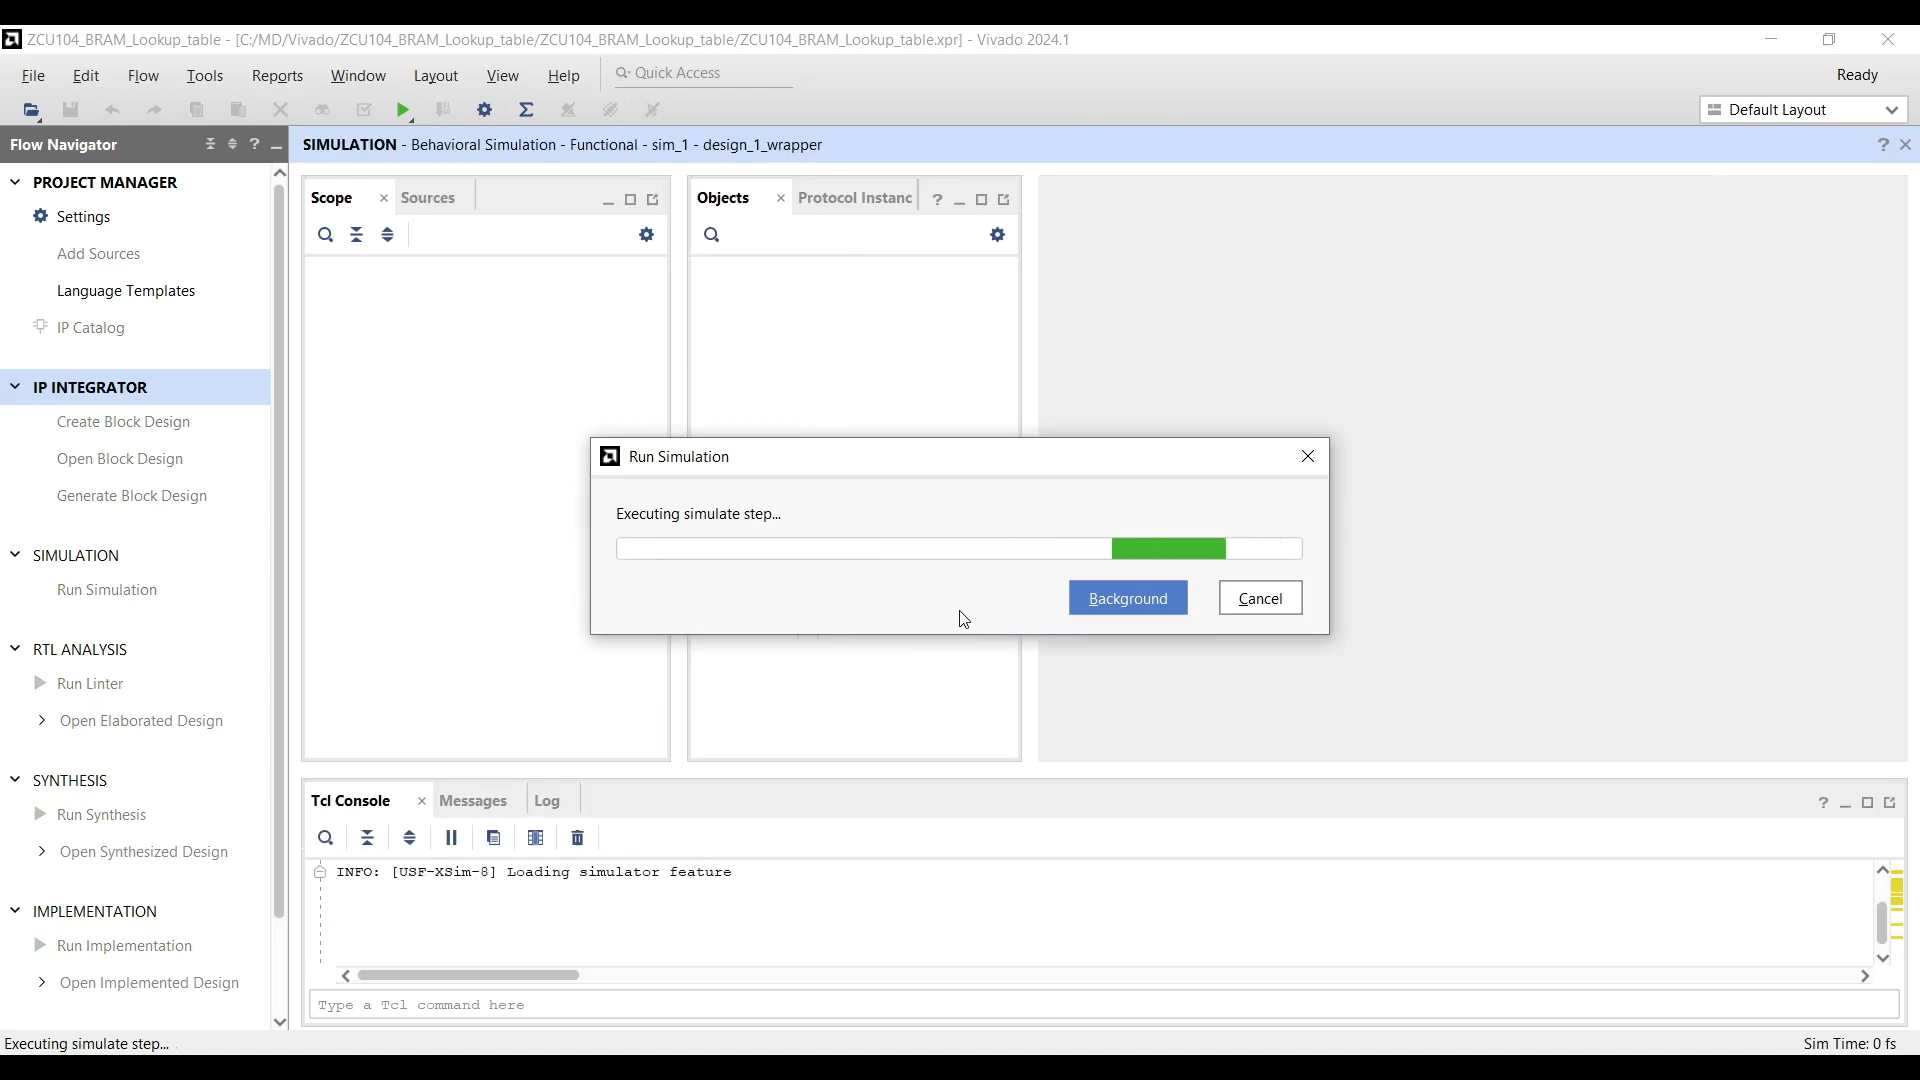 ZCU104_BRAM_Lookup_table - [C:/MD/Vivado/ZCU104_BRAM_Lookup_table/ZCU104_BRAM_Lookup_table/ZCU104_BRAM_Lookup_table.xpr] - Vivado 2024.1
File Edit Flow Tools Reports Window Layout View Help Quick Access Ready
Default Layout
Flow Navigator ? SIMULATION - Behavioral Simulation - Functional - sim_1 - design_1_wrapper ?
PROJECT MANAGER
Settings
Add Sources
Language Templates
IP Catalog
IP INTEGRATOR
Create Block Design
Open Block Design
Generate Block Design
SIMULATION
Run Simulation
RTL ANALYSIS
Run Linter
Open Elaborated Design
SYNTHESIS
Run Synthesis
Open Synthesized Design
IMPLEMENTATION
Run Implementation
Open Implemented Design
Scope Sources
Objects Protocol Instanc ?
Run Simulation
Executing simulate step...
Background Cancel
Tcl Console Messages Log ?
INFO: [USF-XSim-8] Loading simulator feature
Type a Tcl command here
Executing simulate step... Sim Time: 0 fs